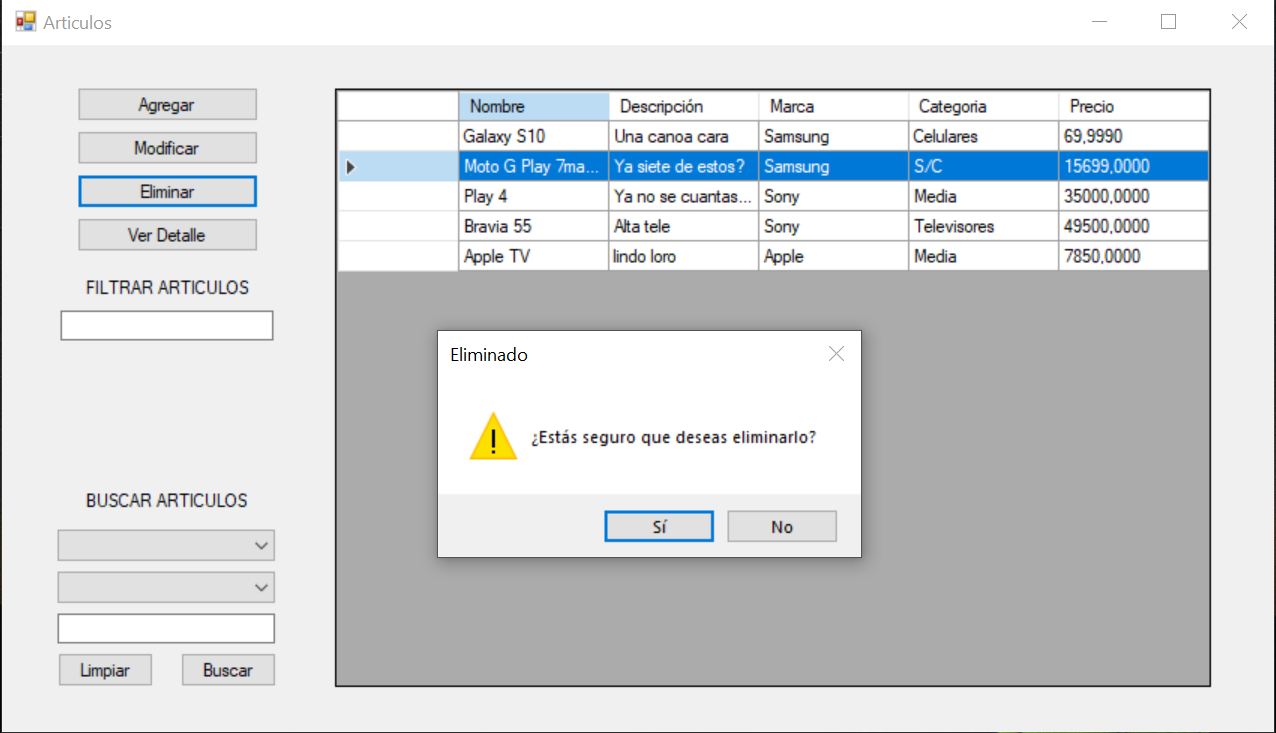 Articulos
Agregar
Modificar
Eliminar
Ver Detalle
FILTRAR ARTICULOS
BUSCAR ARTICULOS
Limpiar Buscar
Nombre Descripción Marca Categoria Precio
Galaxy S10 Una canoa cara Samsung Celulares 69,9990
Moto G Play 7ma... Ya siete de estos? Samsung S/C 15699,0000
Play 4 Ya no se cuantas... Sony Media 35000,0000
Bravia 55 Alta tele Sony Televisores 49500,0000
Apple TV lindo loro Apple Media 7850,0000
Eliminado
¿Estás seguro que deseas eliminarlo?
Sí No